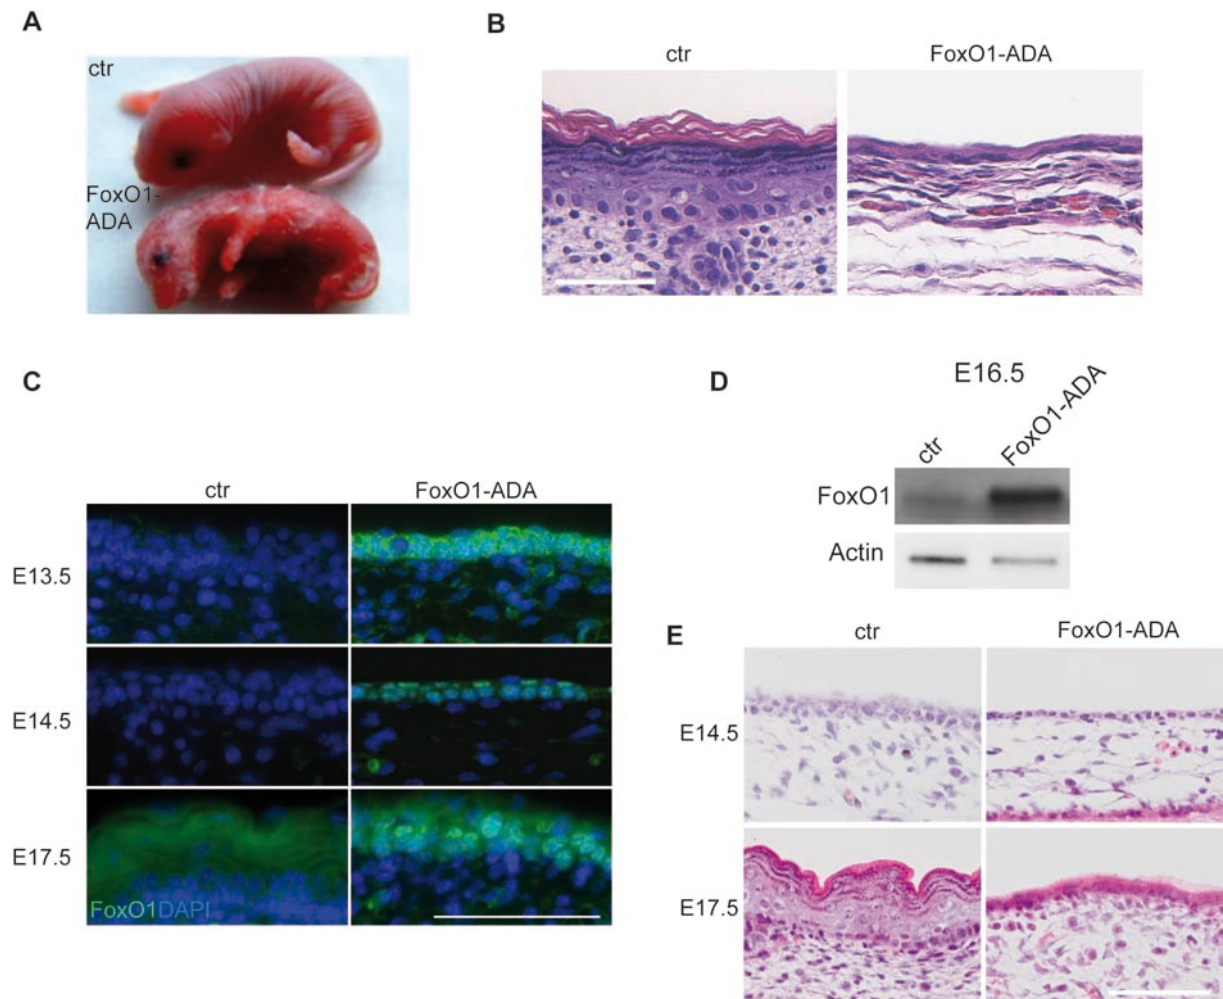 A
ctr
FoxO1-
ADA
B
ctr FoxO1-ADA
C
ctr FoxO1-ADA
E13.5
E14.5
E17.5
FoxO1DAPI
D
E16.5
ctr FoxO1-ADA
FoxO1
Actin
E
ctr FoxO1-ADA
E14.5
E17.5